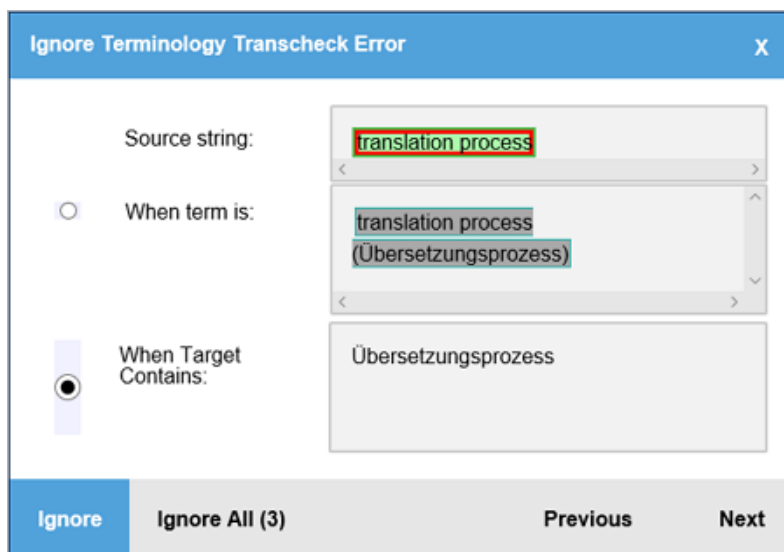 Ignore Terminology Transcheck Error X
Source string: translation process
When term is: translation process
(Übersetzungsprozess)
When Target
Contains:
Übersetzungsprozess
Ignore Ignore All (3) Previous Next